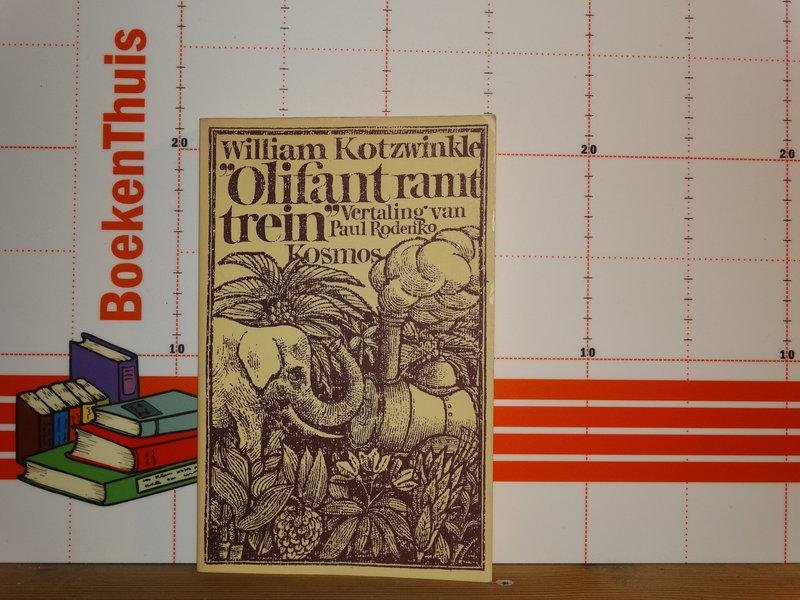 BoekenThuis
William Kotzwinkle
"Olifant ramt
trein" Vertaling van
Paul Rodenko
Kosmos
20
20
20
10
10
10